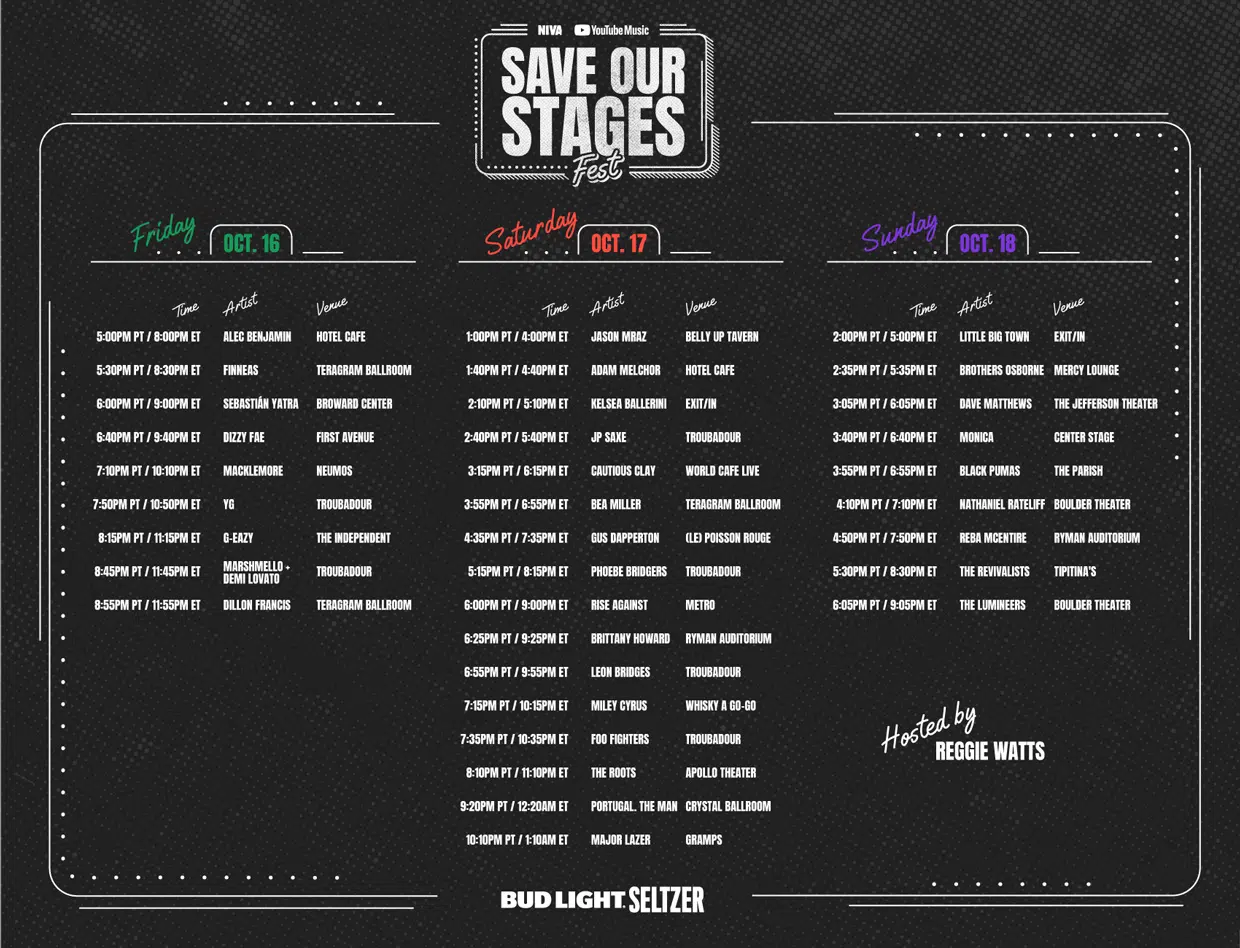 NIVA YouTube Music
SAVE OUR
STAGES
Fest
Friday OCT. 16
Time Artist Venue
5:00PM PT / 8:00PM ET ALEC BENJAMIN HOTEL CAFE
5:30PM PT / 8:30PM ET FINNEAS TERAGRAM BALLROOM
6:00PM PT / 9:00PM ET SEBASTIÁN YATRA BROWARD CENTER
6:40PM PT / 9:40PM ET DIZZY FAE FIRST AVENUE
7:10PM PT / 10:10PM ET MACKLEMORE NEUMOS
7:50PM PT / 10:50PM ET YG TROUBADOUR
8:15PM PT / 11:15PM ET G-EAZY THE INDEPENDENT
8:45PM PT / 11:45PM ET MARSHMELLO + DEMI LOVATO TROUBADOUR
8:55PM PT / 11:55PM ET DILLON FRANCIS TERAGRAM BALLROOM
Saturday OCT. 17
Time Artist Venue
1:00PM PT / 4:00PM ET JASON MRAZ BELLY UP TAVERN
1:40PM PT / 4:40PM ET ADAM MELCHOR HOTEL CAFE
2:10PM PT / 5:10PM ET KELSEA BALLERINI EXIT/IN
2:40PM PT / 5:40PM ET JP SAXE TROUBADOUR
3:15PM PT / 6:15PM ET CAUTIOUS CLAY WORLD CAFE LIVE
3:55PM PT / 6:55PM ET BEA MILLER TERAGRAM BALLROOM
4:35PM PT / 7:35PM ET GUS DAPPERTON (LE) POISSON ROUGE
5:15PM PT / 8:15PM ET PHOEBE BRIDGERS TROUBADOUR
6:00PM PT / 9:00PM ET RISE AGAINST METRO
6:25PM PT / 9:25PM ET BRITTANY HOWARD RYMAN AUDITORIUM
6:55PM PT / 9:55PM ET LEON BRIDGES TROUBADOUR
7:15PM PT / 10:15PM ET MILEY CYRUS WHISKY A GO-GO
7:35PM PT / 10:35PM ET FOO FIGHTERS TROUBADOUR
8:10PM PT / 11:10PM ET THE ROOTS APOLLO THEATER
9:20PM PT / 12:20AM ET PORTUGAL. THE MAN CRYSTAL BALLROOM
10:10PM PT / 1:10AM ET MAJOR LAZER GRAMPS
Sunday OCT. 18
Time Artist Venue
2:00PM PT / 5:00PM ET LITTLE BIG TOWN EXIT/IN
2:35PM PT / 5:35PM ET BROTHERS OSBORNE MERCY LOUNGE
3:05PM PT / 6:05PM ET DAVE MATTHEWS THE JEFFERSON THEATER
3:40PM PT / 6:40PM ET MONICA CENTER STAGE
3:55PM PT / 6:55PM ET BLACK PUMAS THE PARISH
4:10PM PT / 7:10PM ET NATHANIEL RATELIFF BOULDER THEATER
4:50PM PT / 7:50PM ET REBA MCENTIRE RYMAN AUDITORIUM
5:30PM PT / 8:30PM ET THE REVIVALISTS TIPITINA'S
6:05PM PT / 9:05PM ET THE LUMINEERS BOULDER THEATER
Hosted by
REGGIE WATTS
BUD LIGHT. SELTZER